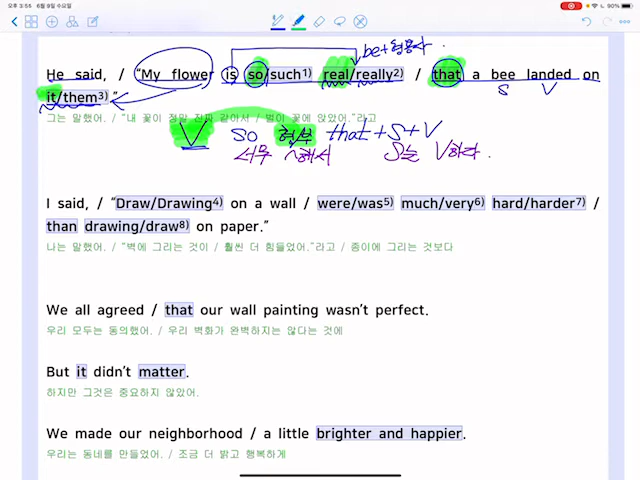 오후 3:55 6월 9일 수요일
90%
be+형용사
He said, / "My flower is so/such1) real/really2) / that a bee landed on
S V
it/them3)."
그는 말했어. / "내 꽃이 정말 진짜 같아서 / 벌이 꽃에 앉았어."라고
V so 형/부 that+S+V
너무 ~해서 S는 V하다.
I said, / "Draw/Drawing4) on a wall / were/was5) much/very6) hard/harder7) /
than drawing/draw8) on paper."
나는 말했어. / "벽에 그리는 것이 / 훨씬 더 힘들었어."라고 / 종이에 그리는 것보다
We all agreed / that our wall painting wasn't perfect.
우리 모두는 동의했어. / 우리 벽화가 완벽하지는 않다는 것에
But it didn't matter.
하지만 그것은 중요하지 않았어.
We made our neighborhood / a little brighter and happier.
우리는 동네를 만들었어. / 조금 더 밝고 행복하게